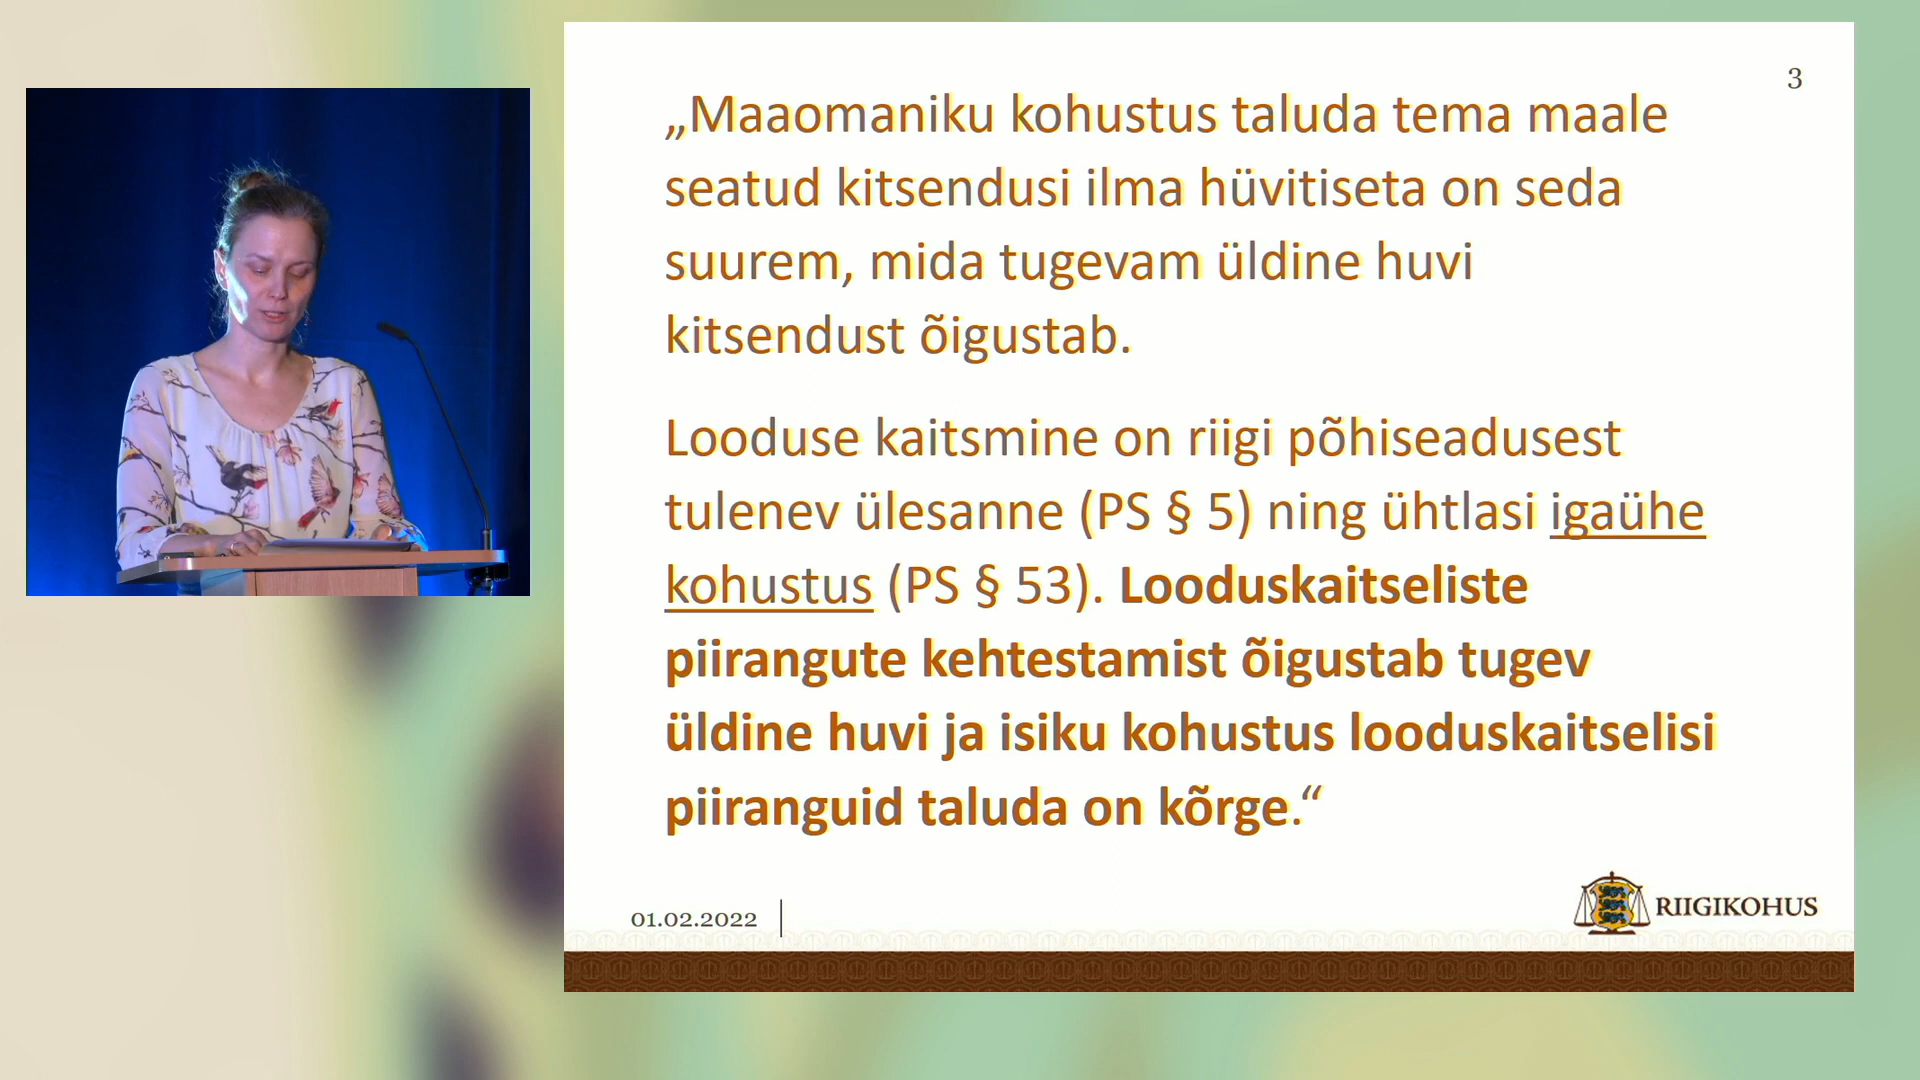 3
„Maaomaniku kohustus taluda tema maale
seatud kitsendusi ilma hüvitiseta on seda
suurem, mida tugevam üldine huvi
kitsendust õigustab.
Looduse kaitsmine on riigi põhiseadusest
tulenev ülesanne (PS § 5) ning ühtlasi igaühe
kohustus (PS § 53). Looduskaitseliste
piirangute kehtestamist õigustab tugev
üldine huvi ja isiku kohustus looduskaitselisi
piiranguid taluda on kõrge.“
01.02.2022
RIIGIKOHUS